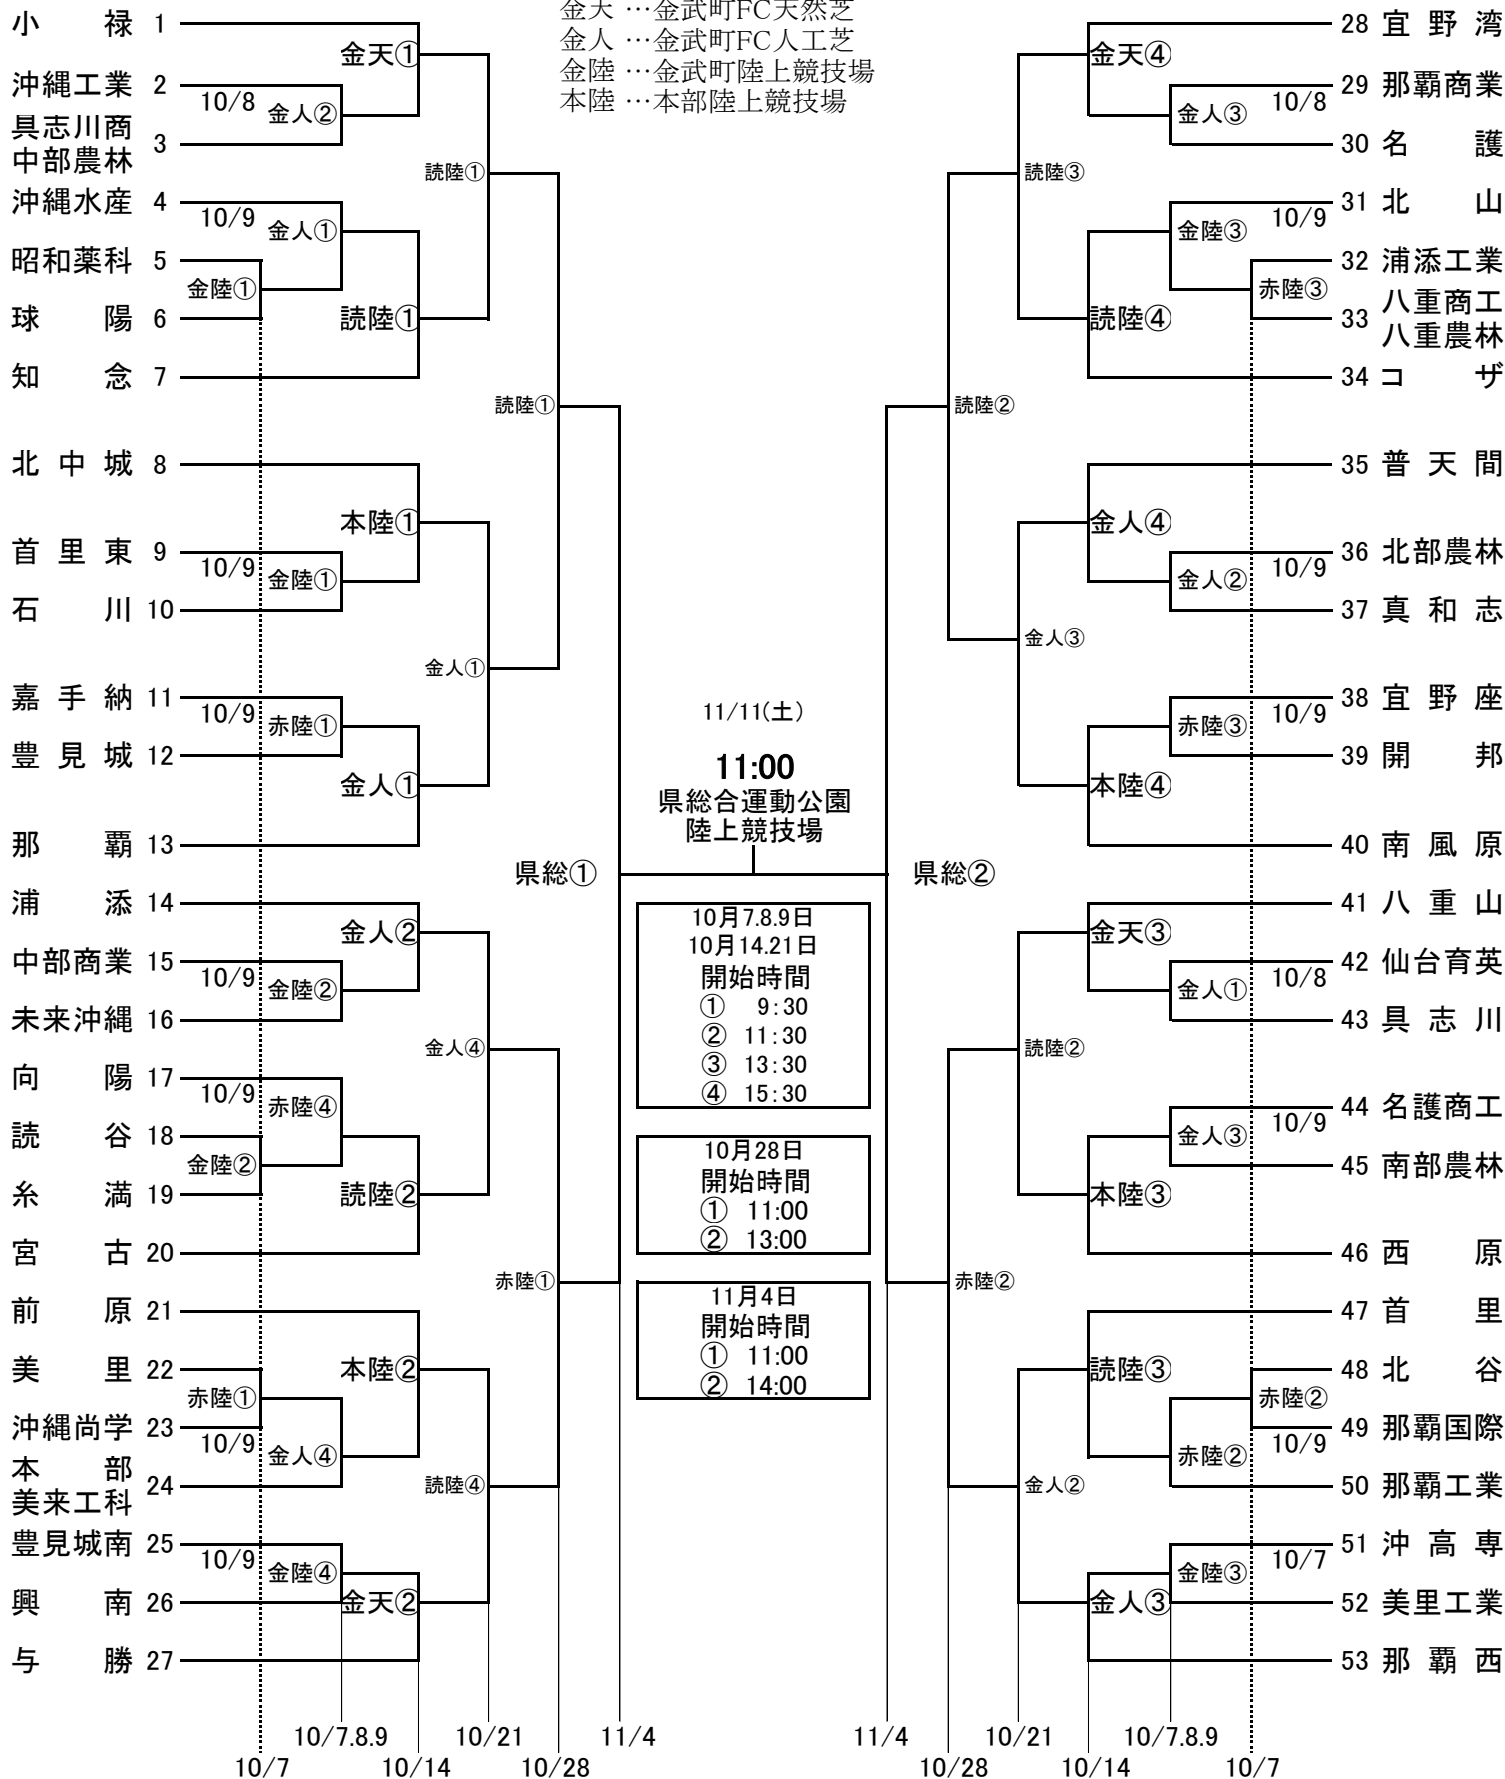 金天 …金武町FC天然芝
金人 …金武町FC人工芝
金陸 …金武町陸上競技場
本陸 …本部陸上競技場
小禄 1
金天①
沖縄工業 2
10/8 金人②
具志川商
中部農林 3
読陸①
沖縄水産 4
10/9 金人①
昭和薬科 5
金陸①
球陽 6
読陸①
知念 7
読陸①
北中城 8
本陸①
首里東 9
10/9 金陸①
石川 10
金人①
嘉手納 11
10/9 赤陸①
豊見城 12
金人①
那覇 13
県総①
浦添 14
金人②
中部商業 15
10/9 金陸②
未来沖縄 16
金人④
向陽 17
10/9 赤陸④
読谷 18
金陸②
糸満 19
読陸②
宮古 20
赤陸①
前原 21
美里 22
本陸②
赤陸①
沖縄尚学 23
10/9 金人④
本部
美来工科 24
読陸④
豊見城南 25
10/9 金陸④
興南 26
金天②
与勝 27
11/11(土)
11:00
県総合運動公園
陸上競技場
10月7.8.9日
10月14.21日
開始時間
① 9:30
② 11:30
③ 13:30
④ 15:30
10月28日
開始時間
① 11:00
② 13:00
11月4日
開始時間
① 11:00
② 14:00
28 宜野湾
金天④
29 那覇商業
金人③ 10/8
30 名護
読陸③
31 北山
金陸③ 10/9
32 浦添工業
赤陸③
33 八重商工
八重農林
読陸④
34 コザ
読陸②
35 普天間
金人④
36 北部農林
金人② 10/9
37 真和志
金人③
38 宜野座
赤陸③ 10/9
39 開邦
本陸④
40 南風原
県総②
41 八重山
金天③
42 仙台育英
金人① 10/8
43 具志川
読陸②
44 名護商工
金人③ 10/9
45 南部農林
本陸③
46 西原
赤陸②
47 首里
読陸③
48 北谷
赤陸②
49 那覇国際
赤陸② 10/9
50 那覇工業
金人②
51 沖高専
金陸③ 10/7
52 美里工業
金人③
53 那覇西
10/7.8.9 10/21 11/4 11/4 10/21 10/7.8.9
10/7 10/14 10/28 10/28 10/14 10/7